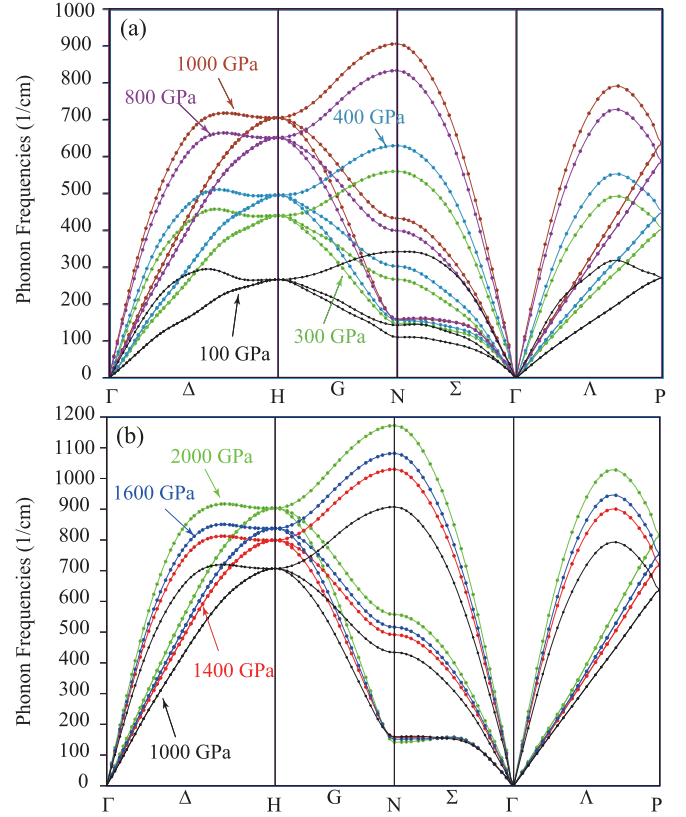 1000
(a)
900
1000 GPa
800
800 GPa
700
400 GPa
600
500
400
300
200
100 GPa
300 GPa
100
0
Phonon Frequencies (1/cm)
Γ Δ H G N Σ Γ Λ P
1200
(b)
1100
2000 GPa
1000
1600 GPa
900
800
700
600
500
400
1400 GPa
300
200
1000 GPa
100
0
Phonon Frequencies (1/cm)
Γ Δ H G N Σ Γ Λ P